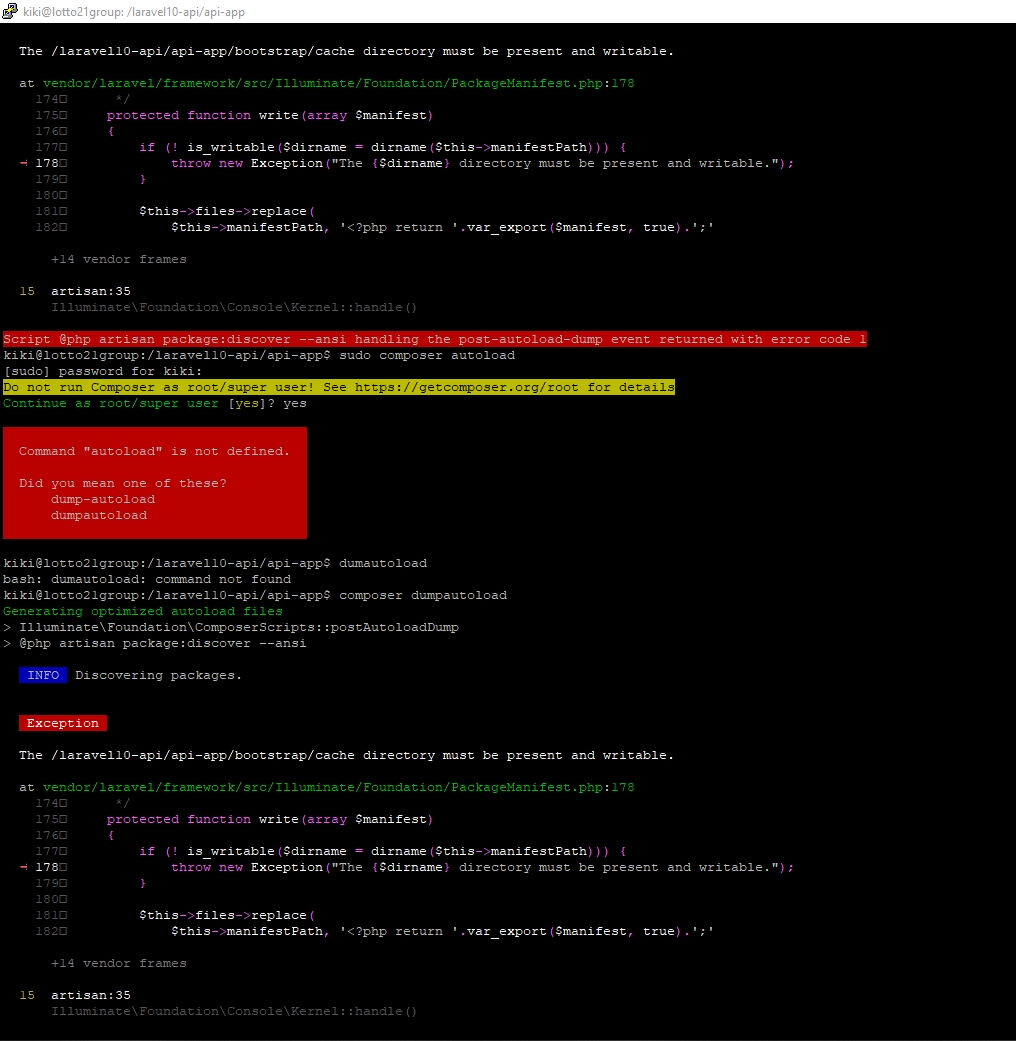 kiki@lotto21group: /laravel10-api/api-app
The /laravel10-api/api-app/bootstrap/cache directory must be present and writable.
at vendor/laravel/framework/src/Illuminate/Foundation/PackageManifest.php:178
174□      */
175□     protected function write(array $manifest)
176□     {
177□         if (! is_writable($dirname = dirname($this->manifestPath))) {
→ 178□             throw new Exception("The {$dirname} directory must be present and writable.");
179□         }
180□
181□         $this->files->replace(
182□             $this->manifestPath, '<?php return '.var_export($manifest, true).';'
+14 vendor frames
15  artisan:35
Illuminate\Foundation\Console\Kernel::handle()
Script @php artisan package:discover --ansi handling the post-autoload-dump event returned with error code 1
kiki@lotto21group:/laravel10-api/api-app$ sudo composer autoload
[sudo] password for kiki:
Do not run Composer as root/super user! See https://getcomposer.org/root for details
Continue as root/super user [yes]? yes
Command "autoload" is not defined.
Did you mean one of these?
dump-autoload
dumpautoload
kiki@lotto21group:/laravel10-api/api-app$ dumautoload
bash: dumautoload: command not found
kiki@lotto21group:/laravel10-api/api-app$ composer dumpautoload
Generating optimized autoload files
> Illuminate\Foundation\ComposerScripts::postAutoloadDump
> @php artisan package:discover --ansi
INFO  Discovering packages.
Exception
The /laravel10-api/api-app/bootstrap/cache directory must be present and writable.
at vendor/laravel/framework/src/Illuminate/Foundation/PackageManifest.php:178
174□      */
175□     protected function write(array $manifest)
176□     {
177□         if (! is_writable($dirname = dirname($this->manifestPath))) {
→ 178□             throw new Exception("The {$dirname} directory must be present and writable.");
179□         }
180□
181□         $this->files->replace(
182□             $this->manifestPath, '<?php return '.var_export($manifest, true).';'
+14 vendor frames
15  artisan:35
Illuminate\Foundation\Console\Kernel::handle()